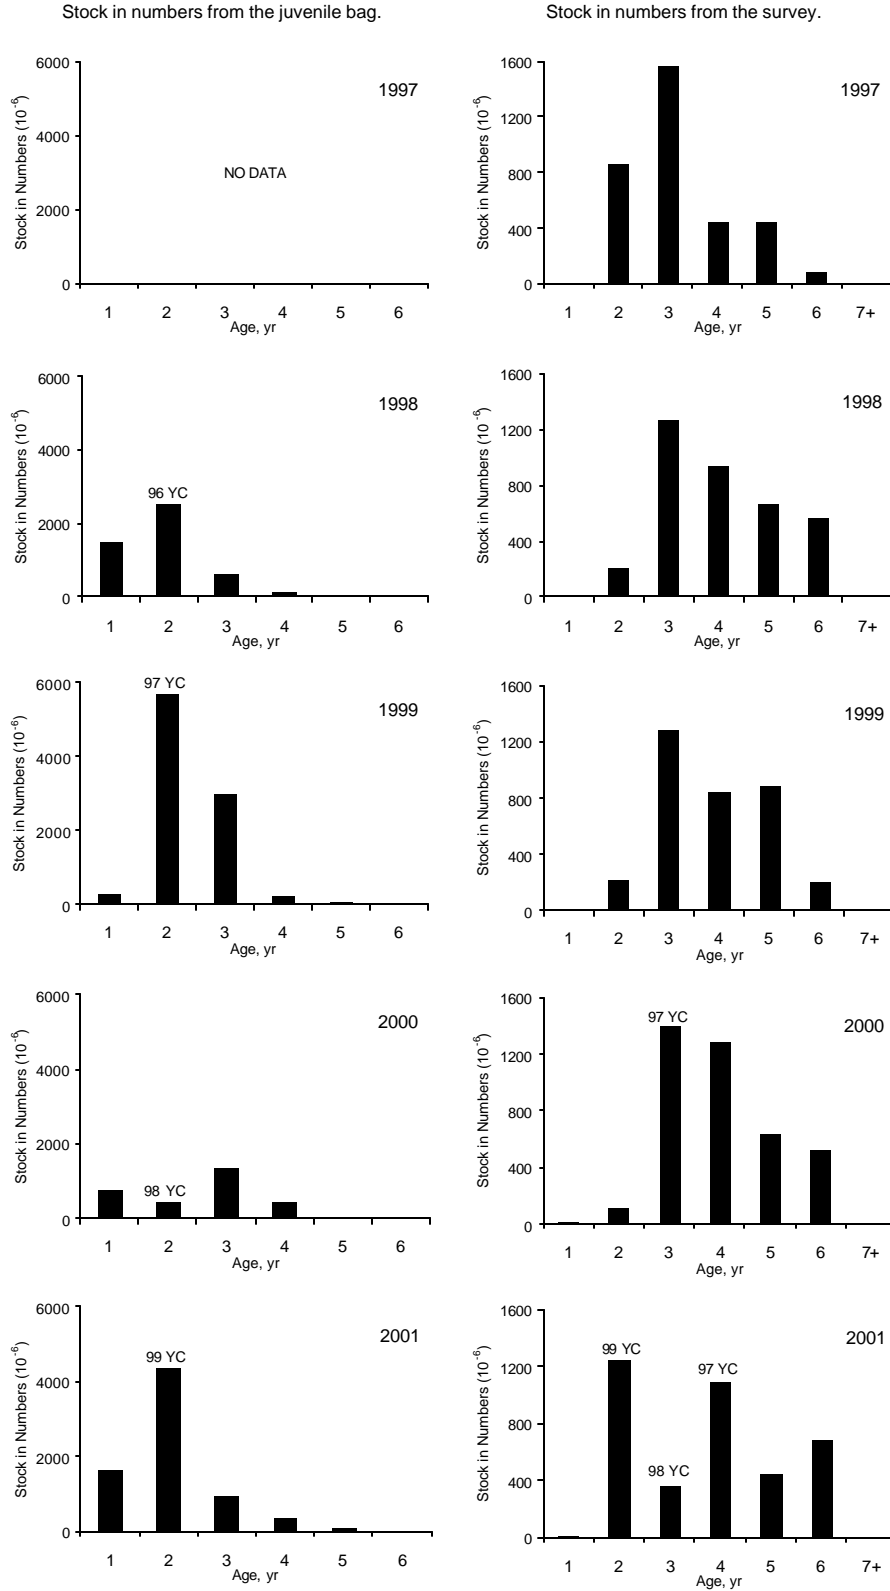 Stock in numbers from the juvenile bag.
Stock in numbers from the survey.
Stock in Numbers (10-6)
6000
4000
2000
0
1997
NO DATA
1 2 3 4 5 6
Age, yr
Stock in Numbers (10-6)
1600
1200
800
400
0
1997
1 2 3 4 5 6 7+
Age, yr
Stock in Numbers (10-6)
6000
4000
2000
0
1998
96 YC
1 2 3 4 5 6
Age, yr
Stock in Numbers (10-6)
1600
1200
800
400
0
1998
1 2 3 4 5 6 7+
Age, yr
Stock in Numbers (10-6)
6000
4000
2000
0
97 YC
1999
1 2 3 4 5 6
Age, yr
Stock in Numbers (10-6)
1600
1200
800
400
0
1999
1 2 3 4 5 6 7+
Age, yr
Stock in Numbers (10-6)
6000
4000
2000
0
2000
98 YC
1 2 3 4 5 6
Age, yr
Stock in Numbers (10-6)
1600
1200
800
400
0
97 YC
2000
1 2 3 4 5 6 7+
Age, yr
Stock in Numbers (10-6)
6000
4000
2000
0
2001
99 YC
1 2 3 4 5 6
Age, yr
Stock in Numbers (10-6)
1600
1200
800
400
0
2001
99 YC
97 YC
98 YC
1 2 3 4 5 6 7+
Age, yr